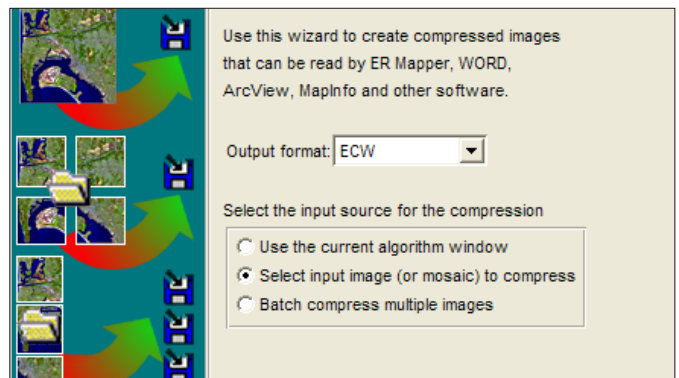 Use this wizard to create compressed images
that can be read by ER Mapper, WORD,
ArcView, MapInfo and other software.
Output format: ECW
Select the input source for the compression
Use the current algorithm window
Select input image (or mosaic) to compress
Batch compress multiple images